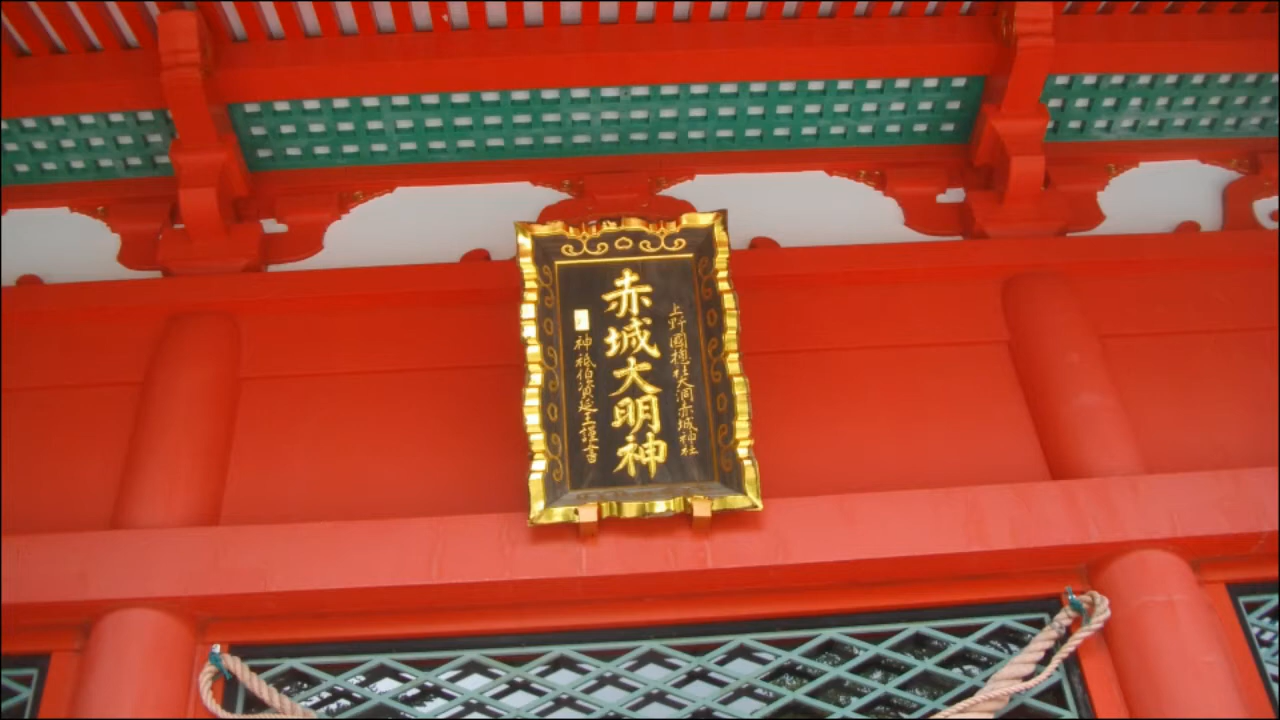 上野國總社大洞赤城神社
赤城大明神
神祇伯資延王謹書